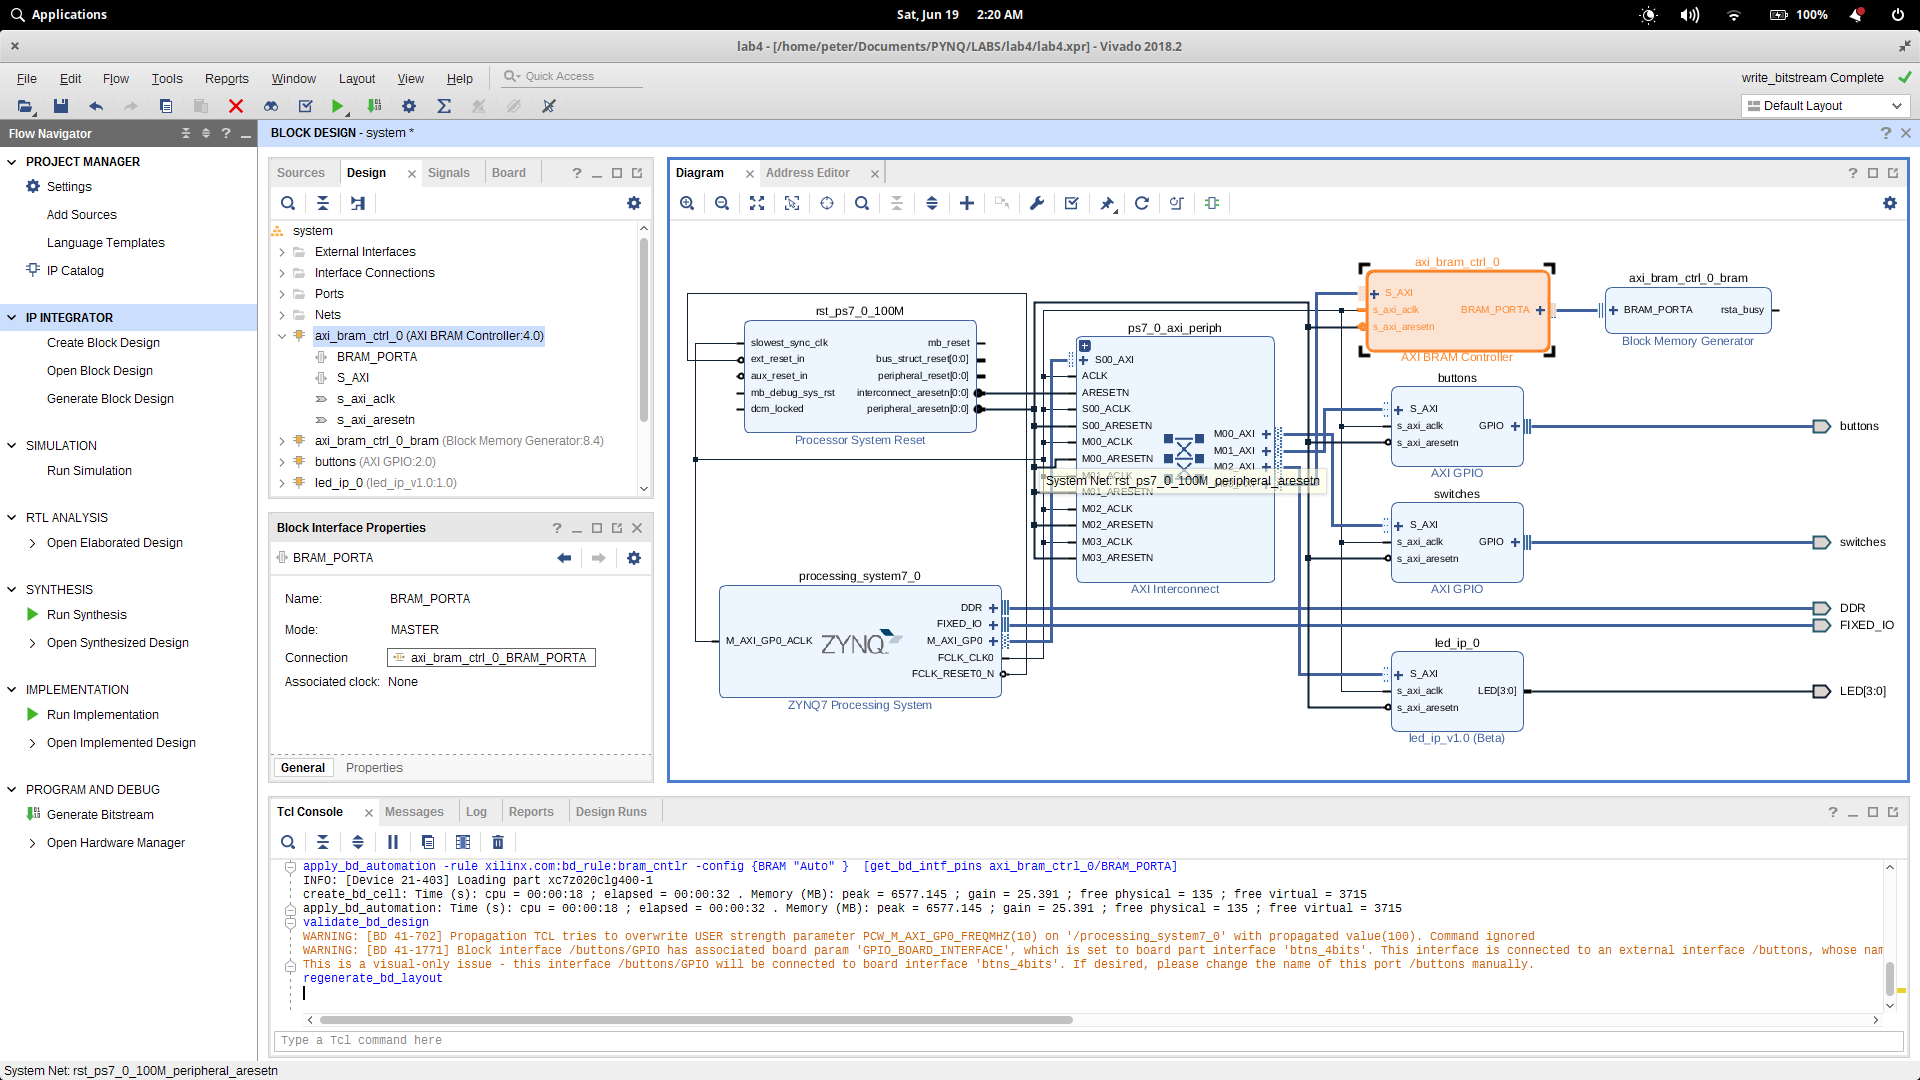 Applications
Sat, Jun 19 2:20 AM
100%
lab4 - [/home/peter/Documents/PYNQ/LABS/lab4/lab4.xpr] - Vivado 2018.2
File Edit Flow Tools Reports Window Layout View Help
Quick Access
write_bitstream Complete
Default Layout
Flow Navigator
PROJECT MANAGER
Settings
Add Sources
Language Templates
IP Catalog
IP INTEGRATOR
Create Block Design
Open Block Design
Generate Block Design
SIMULATION
Run Simulation
RTL ANALYSIS
Open Elaborated Design
SYNTHESIS
Run Synthesis
Open Synthesized Design
IMPLEMENTATION
Run Implementation
Open Implemented Design
PROGRAM AND DEBUG
Generate Bitstream
Open Hardware Manager
BLOCK DESIGN - system *
Sources Design Signals Board
system
External Interfaces
Interface Connections
Ports
Nets
axi_bram_ctrl_0 (AXI BRAM Controller:4.0)
BRAM_PORTA
S_AXI
s_axi_aclk
s_axi_aresetn
axi_bram_ctrl_0_bram (Block Memory Generator:8.4)
buttons (AXI GPIO:2.0)
led_ip_0 (led_ip_v1.0:1.0)
Block Interface Properties
BRAM_PORTA
Name: BRAM_PORTA
Mode: MASTER
Connection axi_bram_ctrl_0_BRAM_PORTA
Associated clock: None
General Properties
Diagram Address Editor
rst_ps7_0_100M
slowest_sync_clk
ext_reset_in
aux_reset_in
mb_debug_sys_rst
dcm_locked
mb_reset
bus_struct_reset[0:0]
peripheral_reset[0:0]
interconnect_aresetn[0:0]
peripheral_aresetn[0:0]
Processor System Reset
processing_system7_0
M_AXI_GP0_ACLK
ZYNQ
DDR
FIXED_IO
M_AXI_GP0
FCLK_CLK0
FCLK_RESET0_N
ZYNQ7 Processing System
ps7_0_axi_periph
S00_AXI
ACLK
ARESETN
S00_ACLK
S00_ARESETN
M00_ACLK
M00_ARESETN
M01_ACLK
M01_ARESETN
M02_ACLK
M02_ARESETN
M03_ACLK
M03_ARESETN
M00_AXI
M01_AXI
M02_AXI
System Net: rst_ps7_0_100M_peripheral_aresetn
AXI Interconnect
axi_bram_ctrl_0
S_AXI
s_axi_aclk
s_axi_aresetn
BRAM_PORTA
AXI BRAM Controller
axi_bram_ctrl_0_bram
BRAM_PORTA
rsta_busy
Block Memory Generator
buttons
S_AXI
s_axi_aclk
s_axi_aresetn
GPIO
AXI GPIO
buttons
switches
S_AXI
s_axi_aclk
s_axi_aresetn
GPIO
AXI GPIO
switches
DDR
FIXED_IO
led_ip_0
S_AXI
s_axi_aclk
s_axi_aresetn
LED[3:0]
led_ip_v1.0 (Beta)
LED[3:0]
Tcl Console Messages Log Reports Design Runs
apply_bd_automation -rule xilinx.com:bd_rule:bram_cntlr -config {BRAM "Auto" } [get_bd_intf_pins axi_bram_ctrl_0/BRAM_PORTA]
INFO: [Device 21-403] Loading part xc7z020clg400-1
create_bd_cell: Time (s): cpu = 00:00:18 ; elapsed = 00:00:32 . Memory (MB): peak = 6577.145 ; gain = 25.391 ; free physical = 135 ; free virtual = 3715
apply_bd_automation: Time (s): cpu = 00:00:18 ; elapsed = 00:00:32 . Memory (MB): peak = 6577.145 ; gain = 25.391 ; free physical = 135 ; free virtual = 3715
validate_bd_design
WARNING: [BD 41-702] Propagation TCL tries to overwrite USER strength parameter PCW_M_AXI_GP0_FREQMHZ(10) on '/processing_system7_0' with propagated value(100). Command ignored
WARNING: [BD 41-1771] Block interface /buttons/GPIO has associated board param 'GPIO_BOARD_INTERFACE', which is set to board part interface 'btns_4bits'. This interface is connected to an external interface /buttons, whose nam
This is a visual-only issue - this interface /buttons/GPIO will be connected to board interface 'btns_4bits'. If desired, please change the name of this port /buttons manually.
regenerate_bd_layout
Type a Tcl command here
System Net: rst_ps7_0_100M_peripheral_aresetn